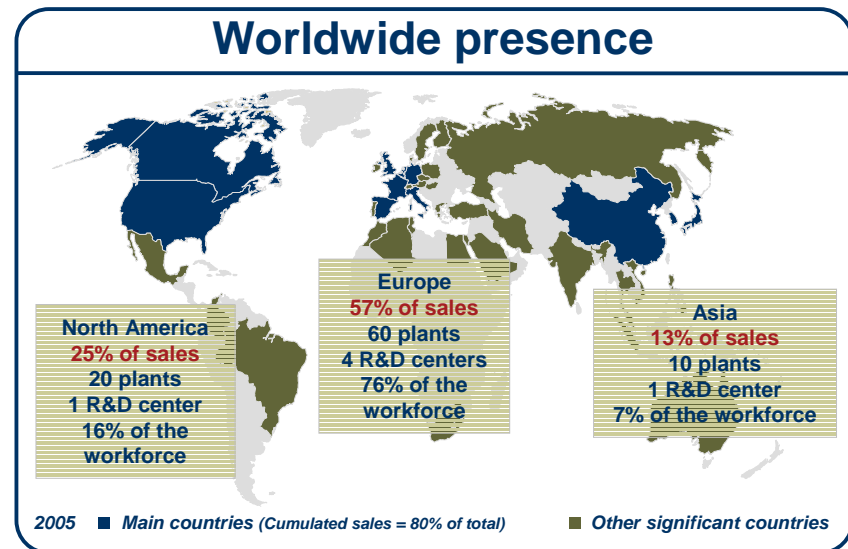 Worldwide presence
Europe
57% of sales
60 plants
4 R&D centers
76% of the
workforce
North America
25% of sales
20 plants
1 R&D center
16% of the
workforce
Asia
13% of sales
10 plants
1 R&D center
7% of the workforce
2005 Main countries (Cumulated sales = 80% of total) Other significant countries